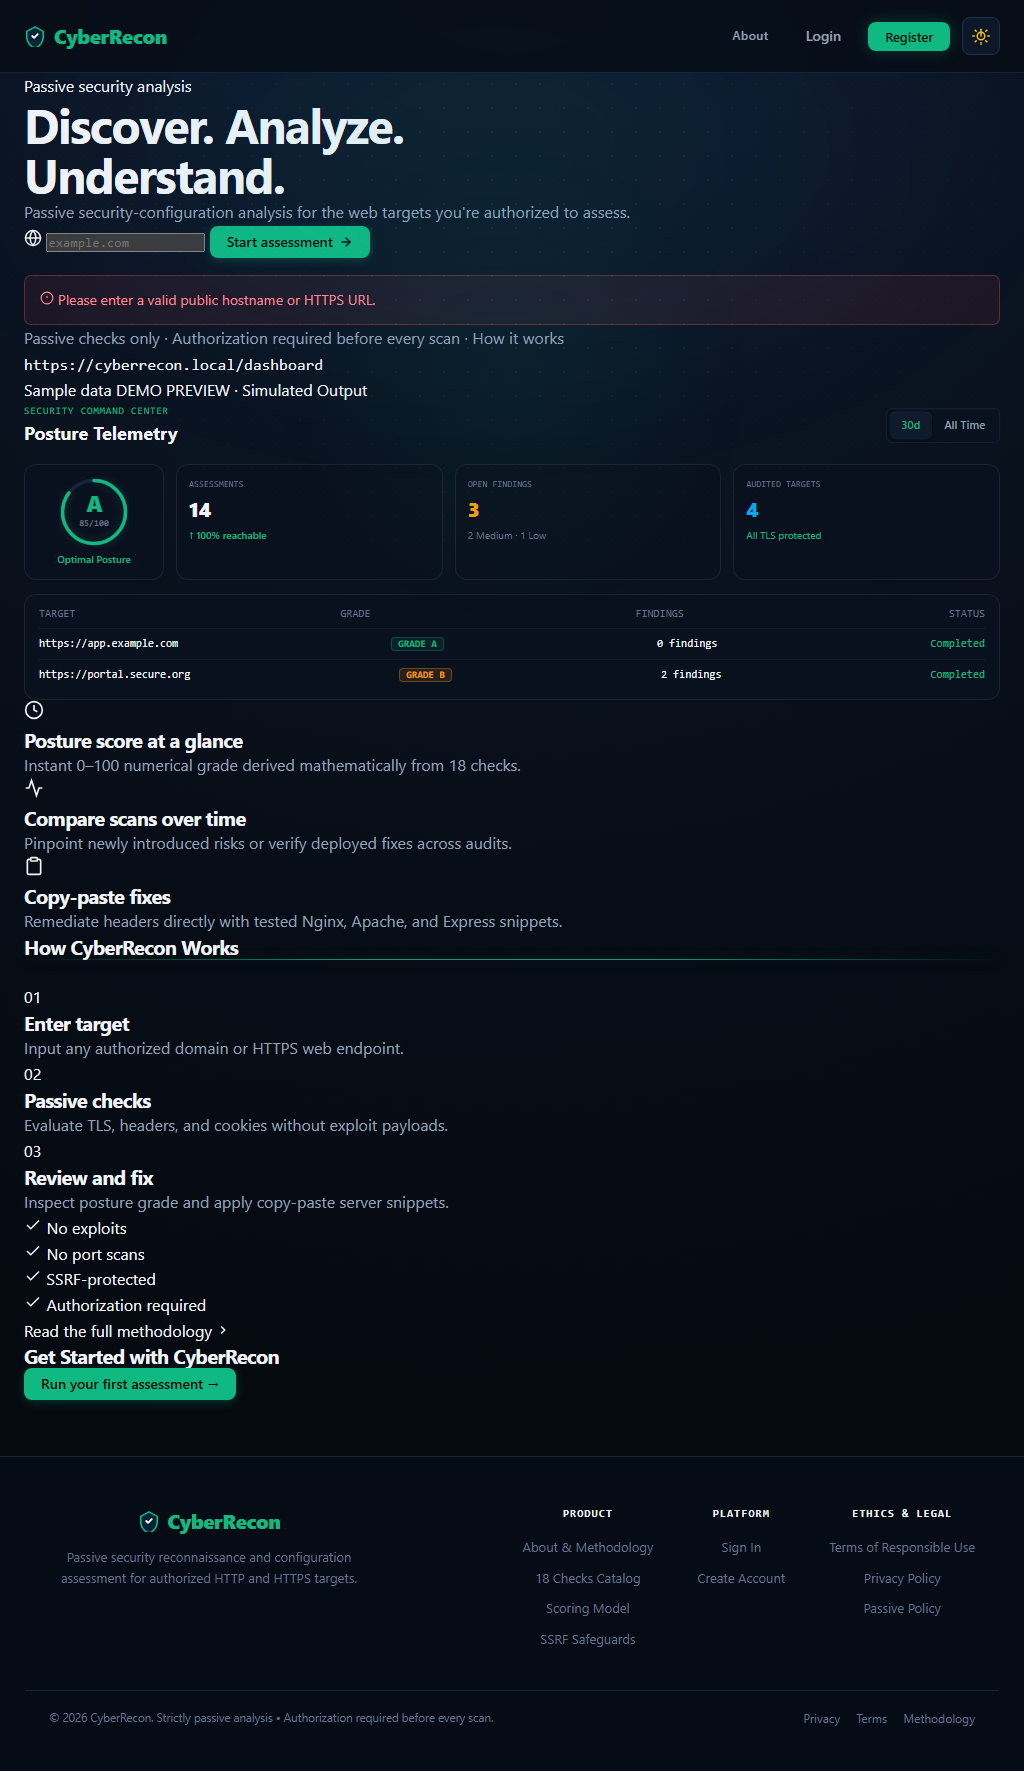 CyberRecon
About Login Register
Passive security analysis
Discover. Analyze.
Understand.
Passive security-configuration analysis for the web targets you're authorized to assess.
example.com Start assessment →
Please enter a valid public hostname or HTTPS URL.
Passive checks only · Authorization required before every scan · How it works
https://cyberrecon.local/dashboard
Sample data DEMO PREVIEW · Simulated Output
SECURITY COMMAND CENTER
Posture Telemetry
30d All Time
A
85/100
Optimal Posture
ASSESSMENTS
14
↑ 100% reachable
OPEN FINDINGS
3
2 Medium · 1 Low
AUDITED TARGETS
4
All TLS protected
TARGET GRADE FINDINGS STATUS
https://app.example.com GRADE A 0 findings Completed
https://portal.secure.org GRADE B 2 findings Completed
Posture score at a glance
Instant 0–100 numerical grade derived mathematically from 18 checks.
Compare scans over time
Pinpoint newly introduced risks or verify deployed fixes across audits.
Copy-paste fixes
Remediate headers directly with tested Nginx, Apache, and Express snippets.
How CyberRecon Works
01
Enter target
Input any authorized domain or HTTPS web endpoint.
02
Passive checks
Evaluate TLS, headers, and cookies without exploit payloads.
03
Review and fix
Inspect posture grade and apply copy-paste server snippets.
No exploits
No port scans
SSRF-protected
Authorization required
Read the full methodology
Get Started with CyberRecon
Run your first assessment →
CyberRecon
Passive security reconnaissance and configuration
assessment for authorized HTTP and HTTPS targets.
PRODUCT
About & Methodology
18 Checks Catalog
Scoring Model
SSRF Safeguards
PLATFORM
Sign In
Create Account
ETHICS & LEGAL
Terms of Responsible Use
Privacy Policy
Passive Policy
© 2026 CyberRecon. Strictly passive analysis • Authorization required before every scan.
Privacy Terms Methodology